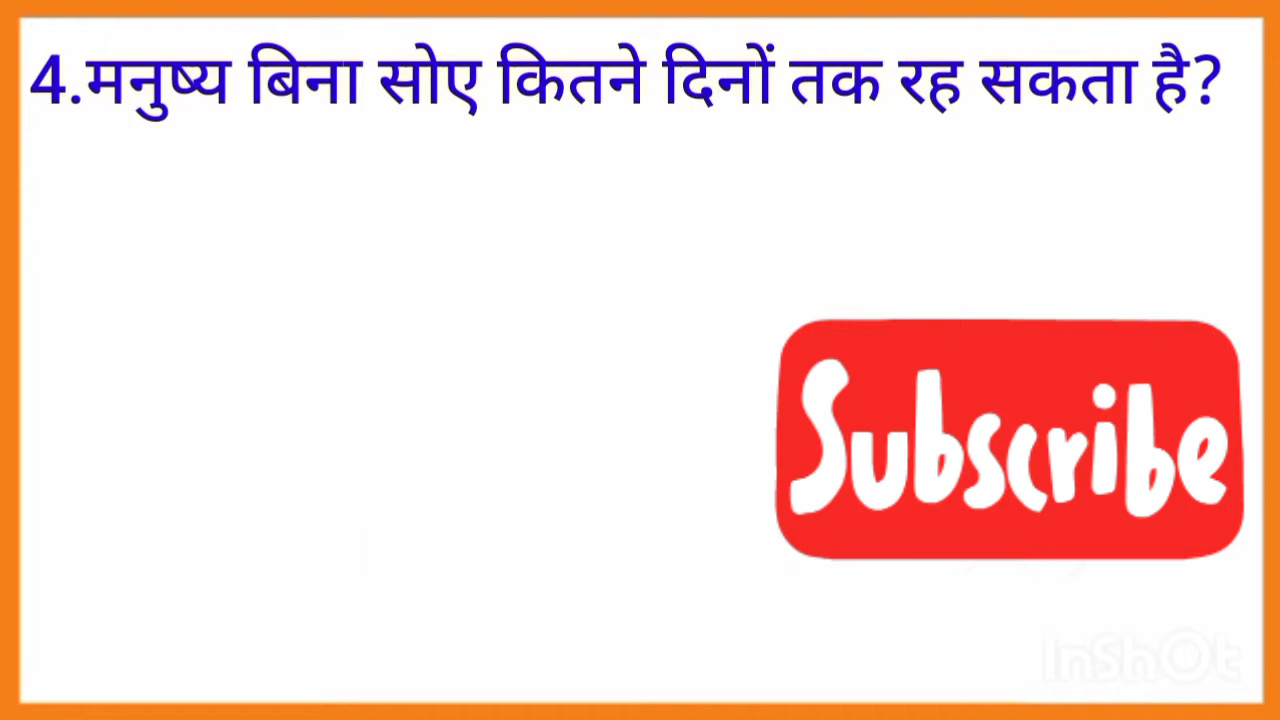 4.मनुष्य बिना सोए कितने दिनों तक रह सकता है?
Subscribe
InShOt